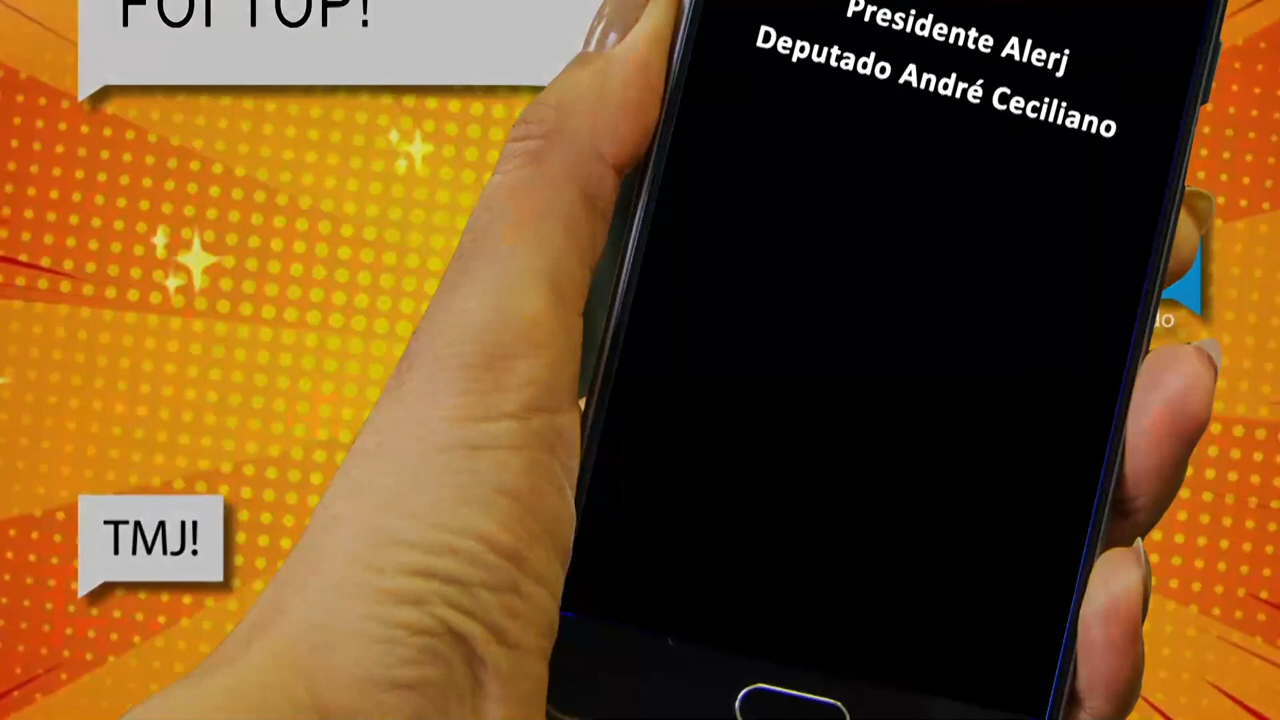 FOI TOP!
Presidente Alerj
Deputado André Ceciliano
TMJ!